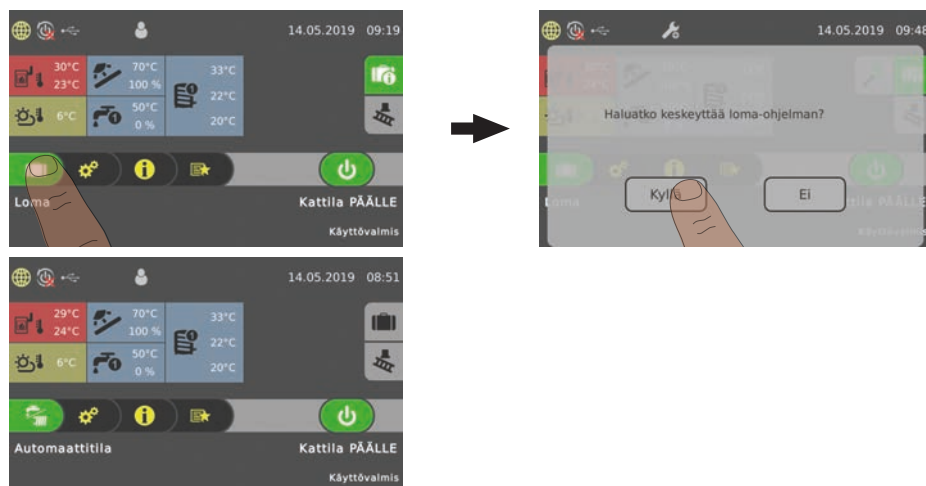 14.05.2019 09:19
30°C
23°C
70°C
100 %
33°C
22°C
20°C
6°C
50°C
0 %
Loma
Kattila PÄÄLLE
Käyttövalmis
14.05.2019 09:48
Haluatko keskeyttää loma-ohjelman?
Kyllä
Ei
14.05.2019 08:51
29°C
24°C
70°C
100 %
33°C
22°C
20°C
6°C
50°C
0 %
Automaattitila
Kattila PÄÄLLE
Käyttövalmis